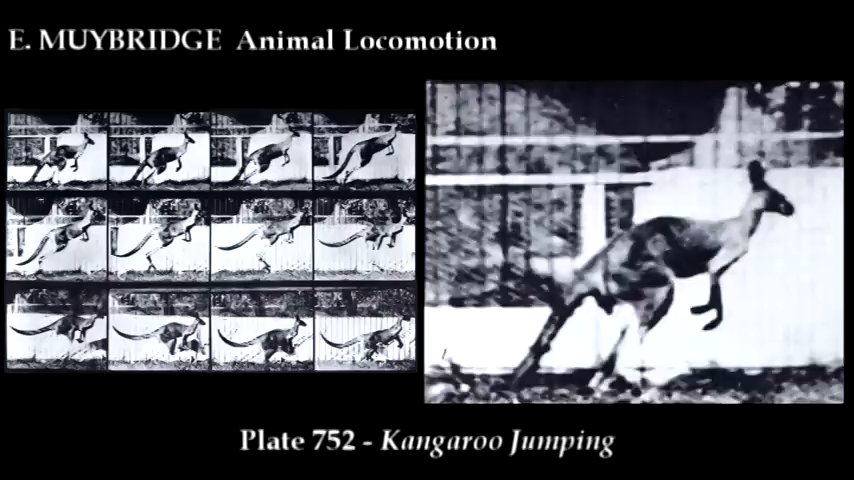 E. MUYBRIDGE Animal Locomotion
Plate 752 - Kangaroo Jumping